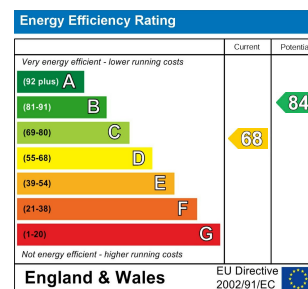 Energy Efficiency Rating
Current Potentia
Very energy efficient - lower running costs
(92 plus) A
(81-91) B
84
(69-80) C
68
(55-68) D
(39-54) E
(21-38) F
(1-20) G
Not energy efficient - higher running costs
England & Wales
EU Directive
2002/91/EC